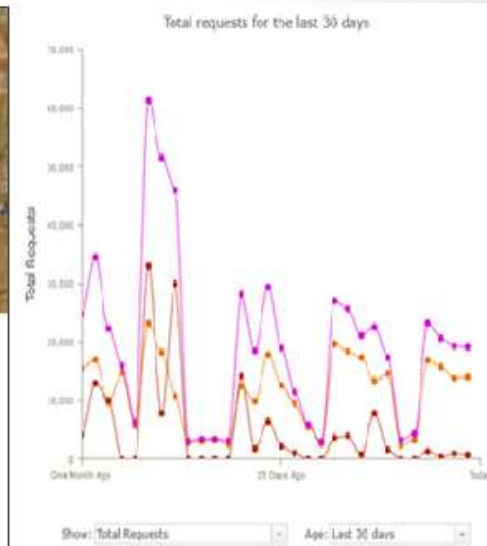 Total requests for the last 30 days
70,000
60,000
50,000
40,000
30,000
20,000
10,000
0
Total Requests
One Month Ago
15 Days Ago
Today
Show: Total Requests
Age: Last 30 days